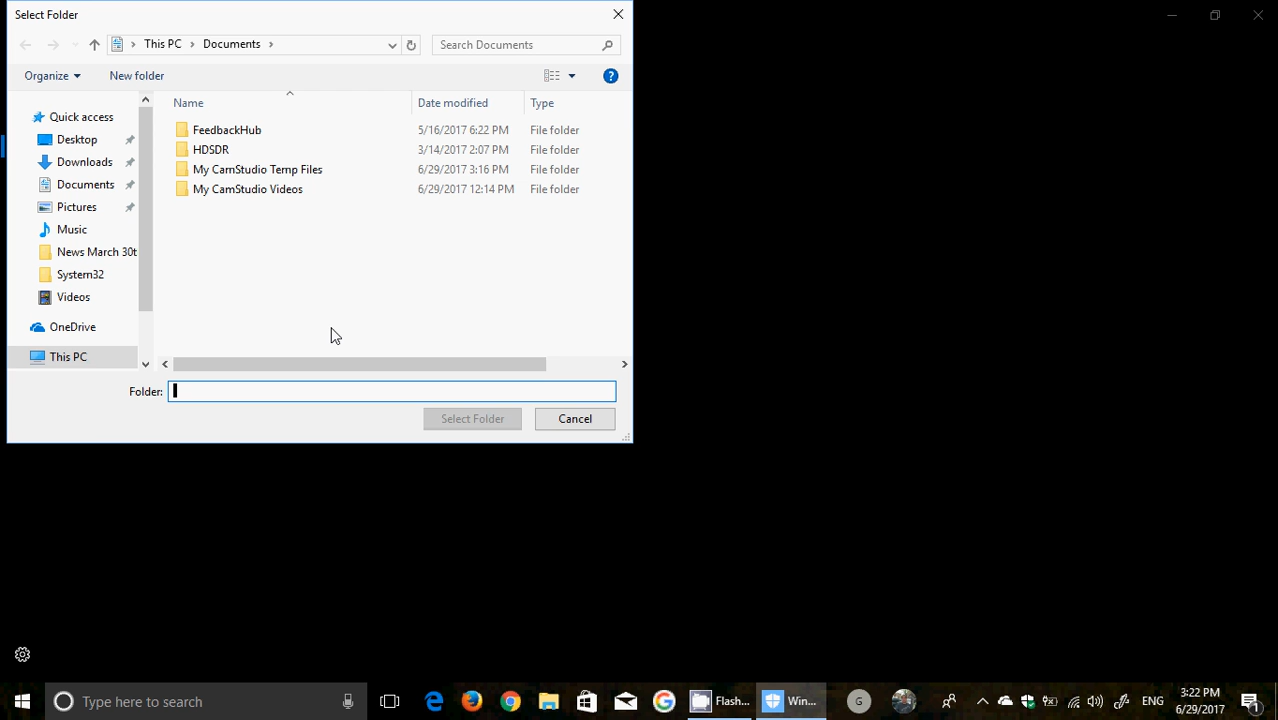 Select Folder
This PC Documents
Search Documents
Organize
New folder
Name Date modified Type
Quick access
Desktop
Downloads
Documents
Pictures
Music
News March 30t
System32
Videos
OneDrive
This PC
FeedbackHub 5/16/2017 6:22 PM File folder
HDSDR 3/14/2017 2:07 PM File folder
My CamStudio Temp Files 6/29/2017 3:16 PM File folder
My CamStudio Videos 6/29/2017 12:14 PM File folder
Folder:
Select Folder Cancel
Type here to search
Flash...
Win...
G
ENG
3:22 PM
6/29/2017
1